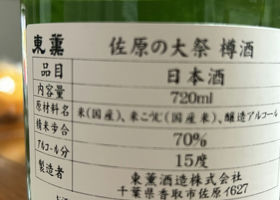 東薫 佐原の大祭 樽酒
品目 日本酒
内容量 720ml
原材料名 米(国産)、米こうじ(国産米)、醸造アルコール
精米歩合 70%
アルコール分 15度
製造者 東薫酒造株式会社
千葉県香取市佐原イ627